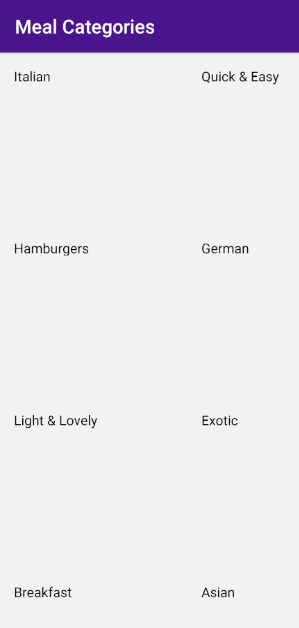 Meal Categories
Italian
Quick & Easy
Hamburgers
German
Light & Lovely
Exotic
Breakfast
Asian